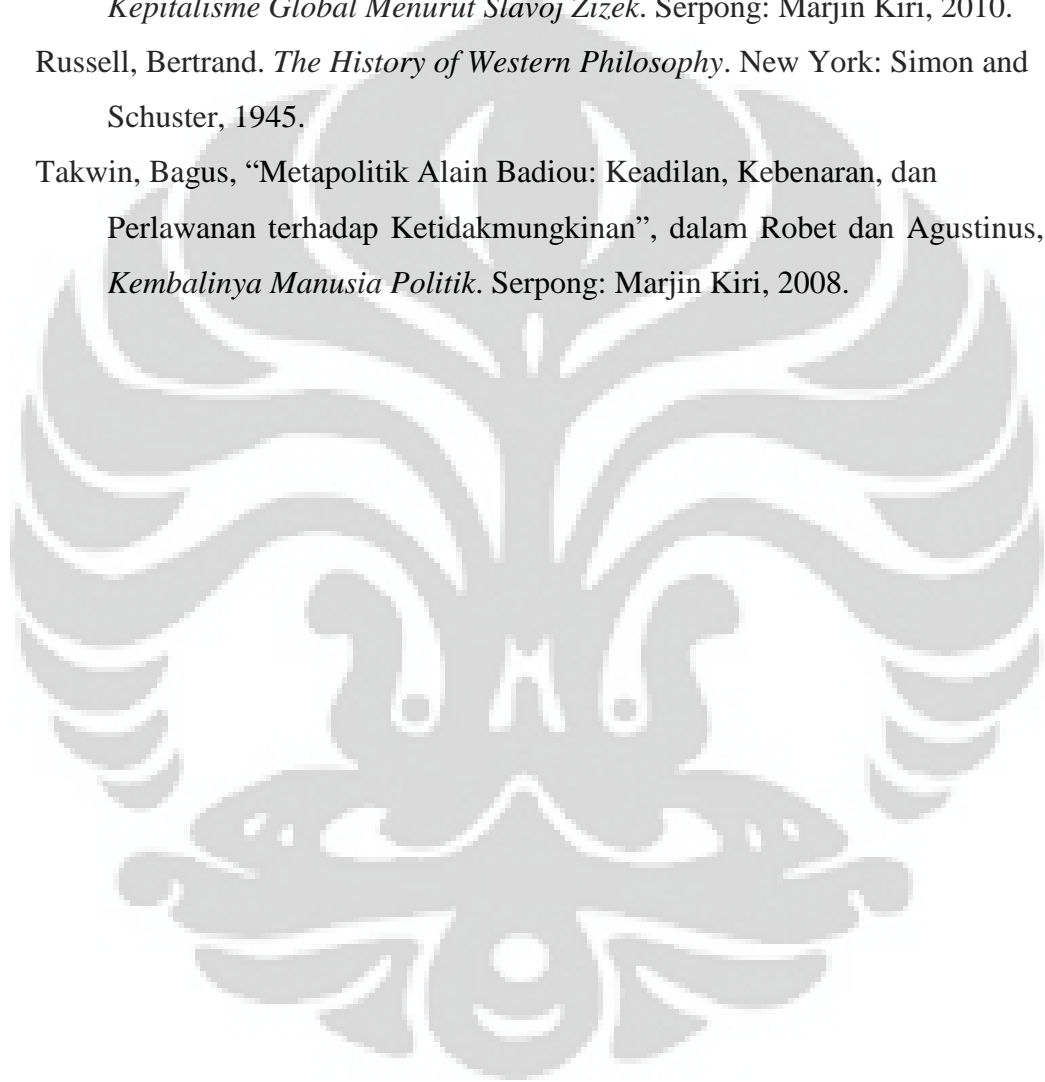 Kepitalisme Global Menurut Slavoj Zizek. Serpong: Marjin Kiri, 2010.
Russell, Bertrand. The History of Western Philosophy. New York: Simon and
Schuster, 1945.
Takwin, Bagus, “Metapolitik Alain Badiou: Keadilan, Kebenaran, dan
Perlawanan terhadap Ketidakmungkinan”, dalam Robet dan Agustinus,
Kembalinya Manusia Politik. Serpong: Marjin Kiri, 2008.